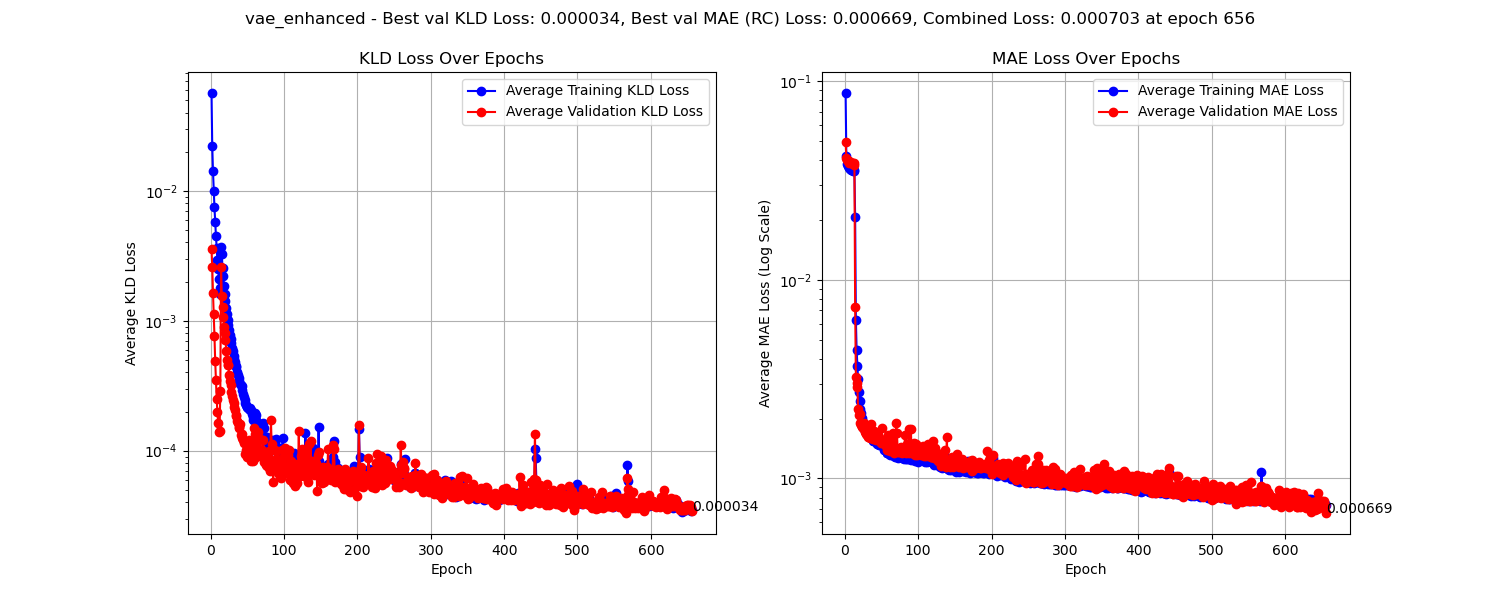 vae_enhanced - Best val KLD Loss: 0.000034, Best val MAE (RC) Loss: 0.000669, Combined Loss: 0.000703 at epoch 656
KLD Loss Over Epochs
Average Training KLD Loss
Average Validation KLD Loss
Average KLD Loss
10⁻²
10⁻³
10⁻⁴
0.000034
0 100 200 300 400 500 600
Epoch
MAE Loss Over Epochs
Average Training MAE Loss
Average Validation MAE Loss
Average MAE Loss (Log Scale)
10⁻¹
10⁻²
10⁻³
0.000669
0 100 200 300 400 500 600
Epoch